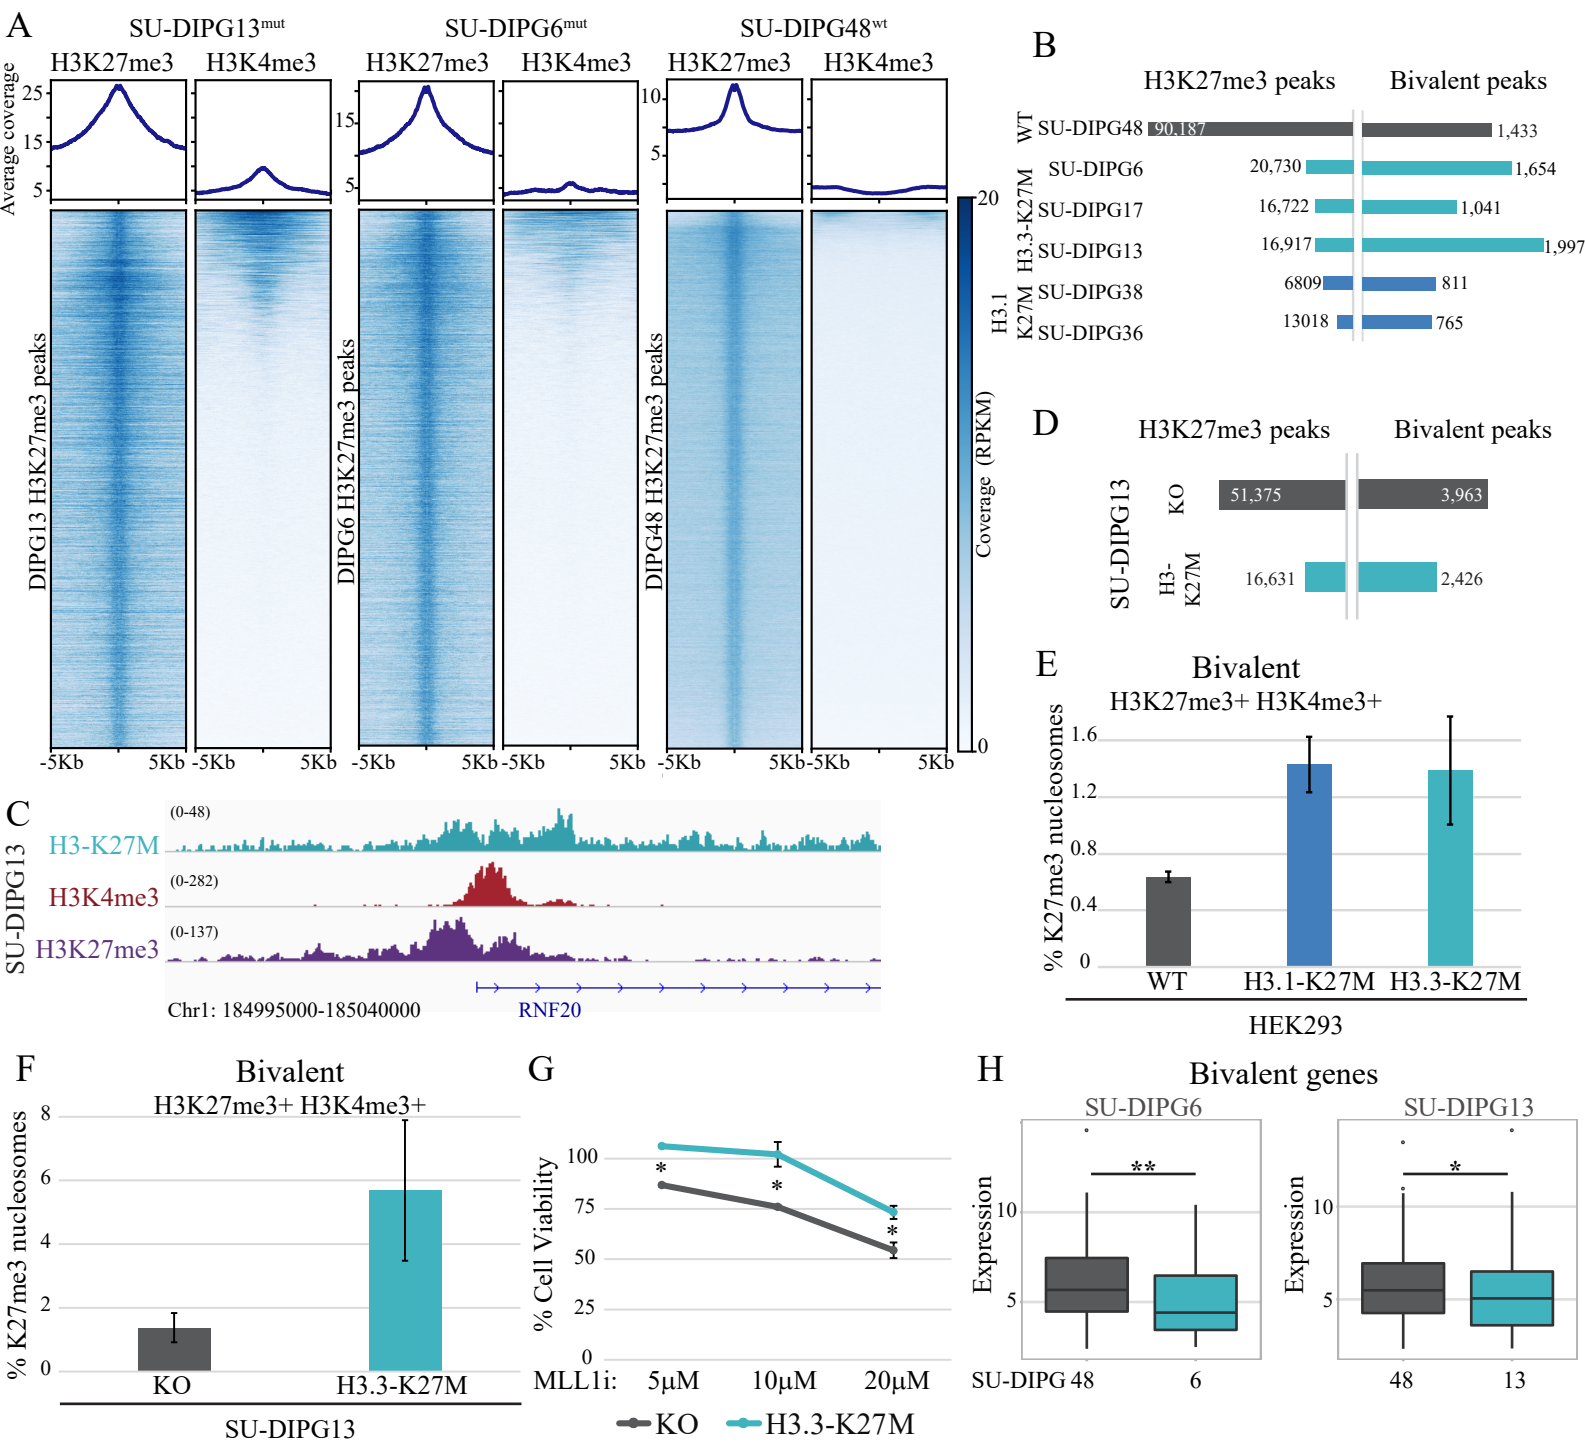 A
SU-DIPG13mut
SU-DIPG6mut
SU-DIPG48wt
H3K27me3
H3K4me3
H3K27me3
H3K4me3
H3K27me3
H3K4me3
Average coverage
25
15
5
15
5
10
5
DIPG13 H3K27me3 peaks
DIPG6 H3K27me3 peaks
DIPG48 H3K27me3 peaks
-5Kb
5Kb
-5Kb
5Kb
-5Kb
5Kb
-5Kb
5Kb
-5Kb
5Kb
-5Kb
5Kb
20
0
Coverage (RPKM)
B
H3K27me3 peaks
Bivalent peaks
WT
SU-DIPG48
90,187
1,433
H3.3-K27M
SU-DIPG6
20,730
1,654
SU-DIPG17
16,722
1,041
SU-DIPG13
16,917
1,997
H3.1
K27M
SU-DIPG38
6809
811
SU-DIPG36
13018
765
C
SU-DIPG13
H3-K27M
(0-48)
H3K4me3
(0-282)
H3K27me3
(0-137)
Chr1: 184995000-185040000
RNF20
D
H3K27me3 peaks
Bivalent peaks
SU-DIPG13
KO
51,375
3,963
H3-
K27M
16,631
2,426
E
Bivalent
H3K27me3+ H3K4me3+
% K27me3 nucleosomes
1.6
1.2
0.8
0.4
0
WT
H3.1-K27M
H3.3-K27M
HEK293
F
Bivalent
H3K27me3+ H3K4me3+
% K27me3 nucleosomes
8
6
4
2
0
KO
H3.3-K27M
SU-DIPG13
G
% Cell Viability
100
75
50
25
0
*
*
*
MLL1i:
5µM
10µM
20µM
KO
H3.3-K27M
H
Bivalent genes
SU-DIPG6
SU-DIPG13
Expression
10
5
**
Expression
10
5
*
SU-DIPG 48
6
48
13